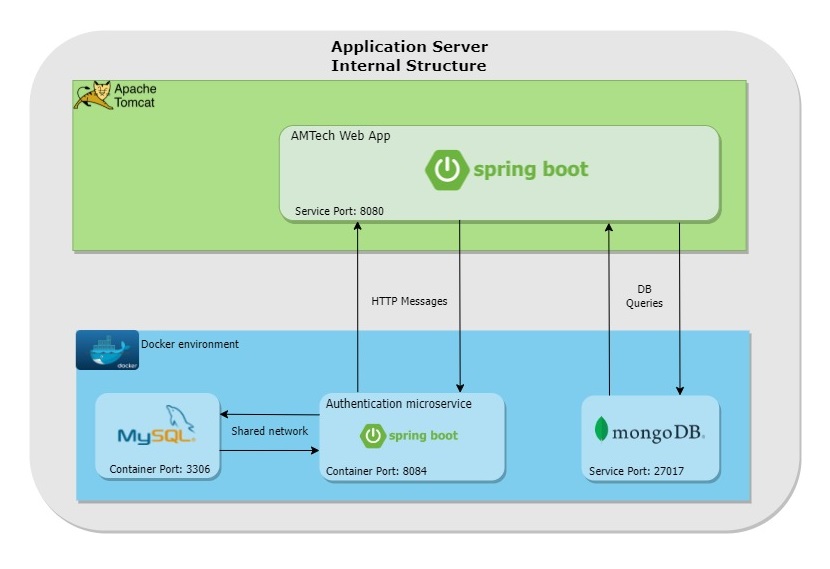 Application Server
Internal Structure
Apache
Tomcat
AMTech Web App
spring boot
Service Port: 8080
HTTP Messages
DB
Queries
docker
Docker environment
MySQL.
Container Port: 3306
Shared network
Authentication microservice
spring boot
Container Port: 8084
mongoDB.
Service Port: 27017